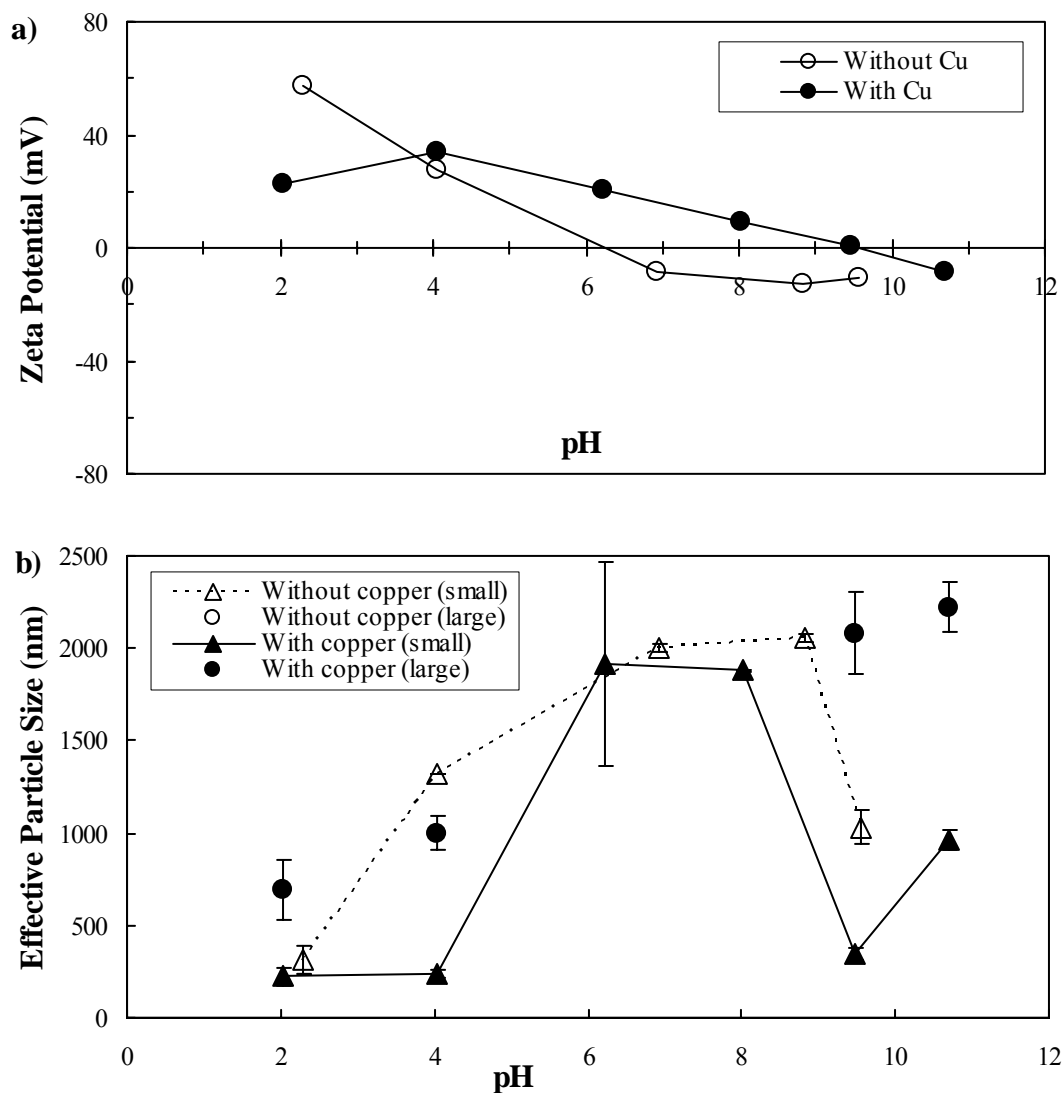 a)
80
40
0
-40
-80
Zeta Potential (mV)
Without Cu
With Cu
0 2 4 6 8 10 12
pH
b)
2500
2000
1500
1000
500
0
Effective Particle Size (nm)
Without copper (small)
Without copper (large)
With copper (small)
With copper (large)
0 2 4 6 8 10 12
pH